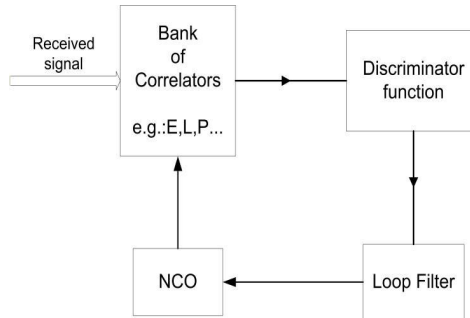 Received
signal
Bank
of
Correlators
e.g.:E,L,P...
Discriminator
function
NCO
Loop Filter